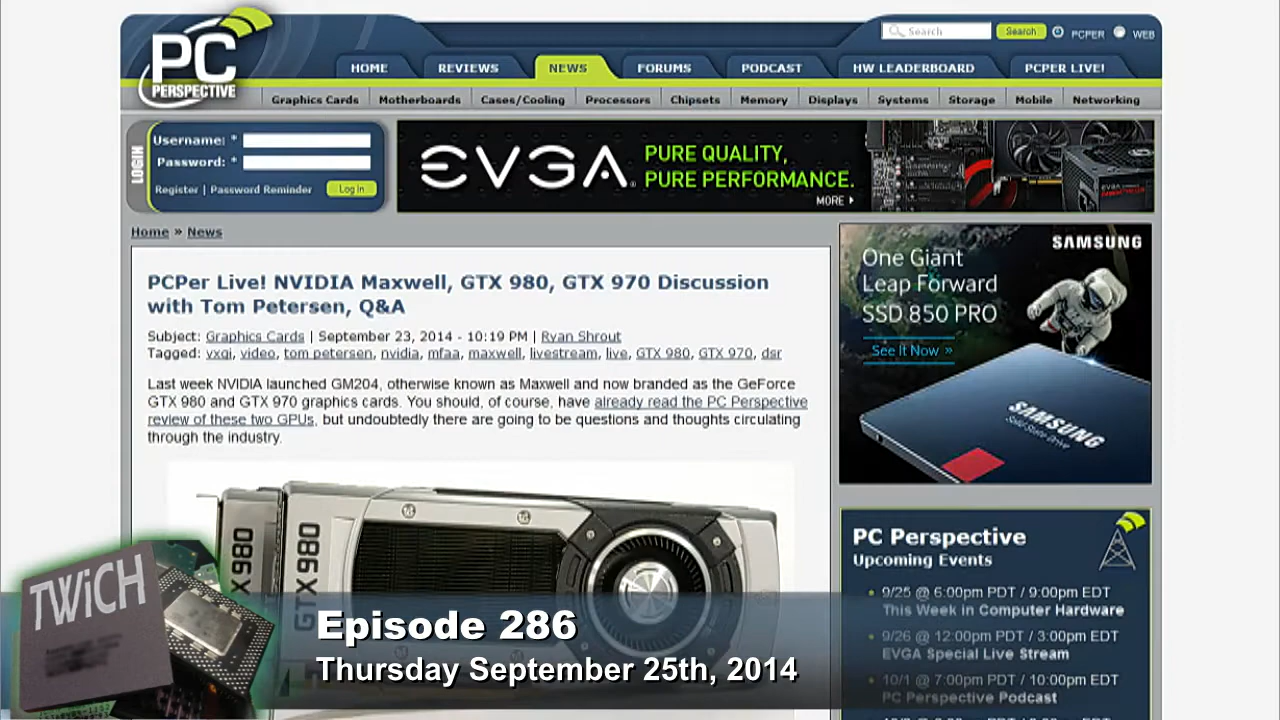 PC
PERSPECTIVE
Search
Search
PCPER
WEB
HOME
REVIEWS
NEWS
FORUMS
PODCAST
HW LEADERBOARD
PCPER LIVE!
Graphics Cards
Motherboards
Cases/Cooling
Processors
Chipsets
Memory
Displays
Systems
Storage
Mobile
Networking
LOGIN
Username: *
Password: *
Register | Password Reminder
Log in
EVGA
PURE QUALITY,
PURE PERFORMANCE.
MORE
Home » News
PCPer Live! NVIDIA Maxwell, GTX 980, GTX 970 Discussion
with Tom Petersen, Q&A
Subject: Graphics Cards | September 23, 2014 - 10:19 PM | Ryan Shrout
Tagged: vxgi, video, tom petersen, nvidia, mfaa, maxwell, livestream, live, GTX 980, GTX 970, dsr
Last week NVIDIA launched GM204, otherwise known as Maxwell and now branded as the GeForce
GTX 980 and GTX 970 graphics cards. You should, of course, have already read the PC Perspective
review of these two GPUs, but undoubtedly there are going to be questions and thoughts circulating
through the industry.
GTX 980
SAMSUNG
One Giant
Leap Forward
SSD 850 PRO
See It Now »
SAMSUNG
Solid State Drive
PC Perspective
Upcoming Events
9/25 @ 6:00pm PDT / 9:00pm EDT
This Week in Computer Hardware
9/26 @ 12:00pm PDT / 3:00pm EDT
EVGA Special Live Stream
10/1 @ 7:00pm PDT / 10:00pm EDT
PC Perspective Podcast
TWiCH
Episode 286
Thursday September 25th, 2014